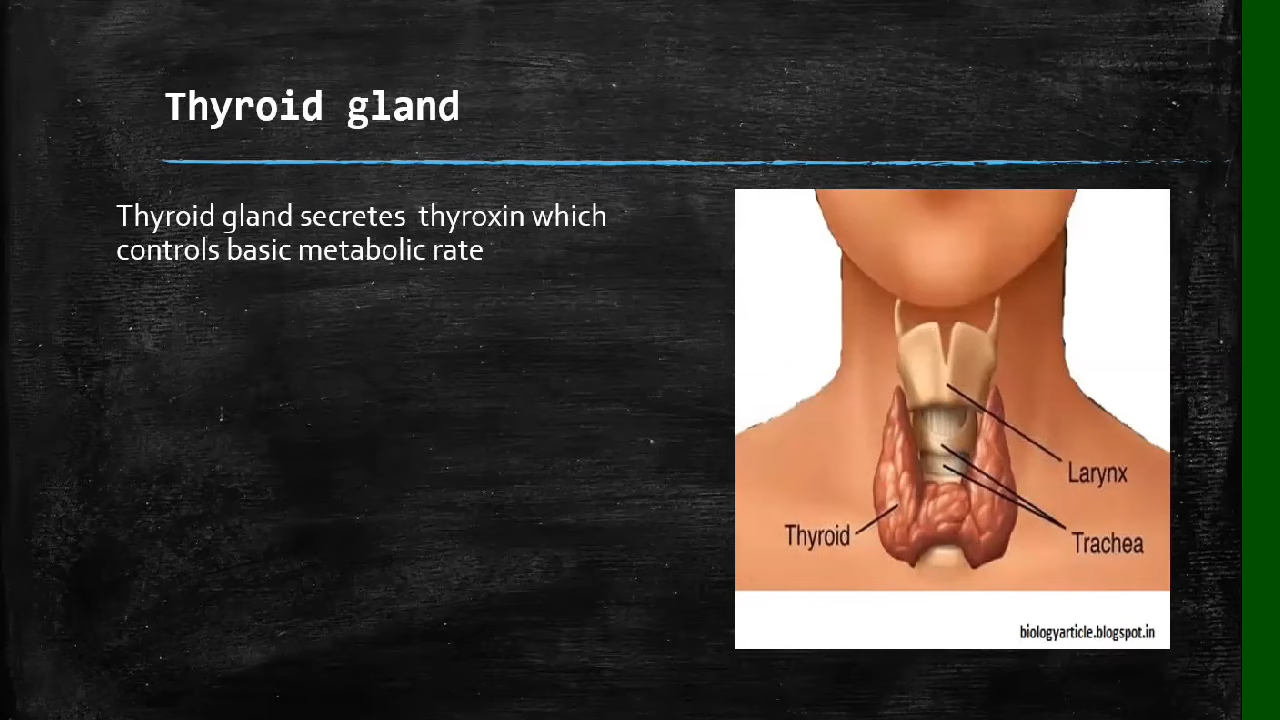 Thyroid gland
Thyroid gland secretes thyroxin which
controls basic metabolic rate
Larynx
Thyroid
Trachea
biologyarticle.blogspot.in